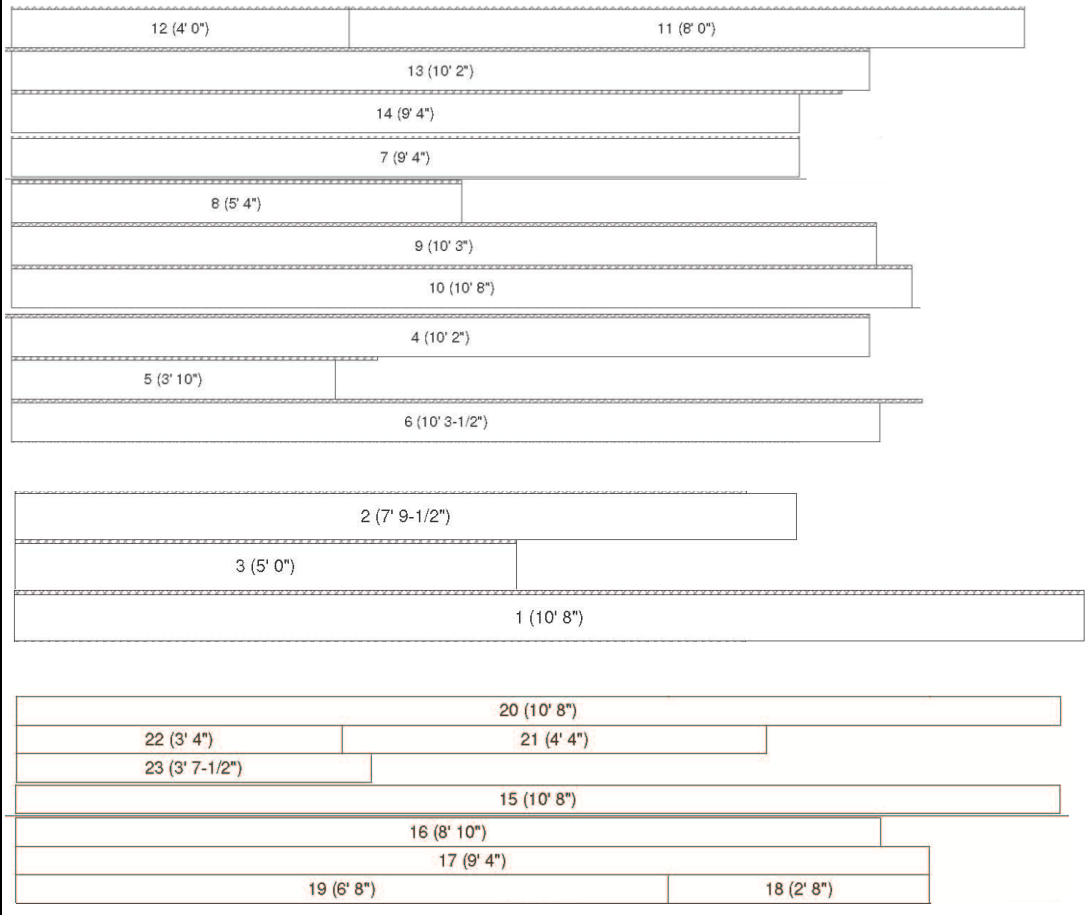 12 (4' 0") 11 (8' 0")
13 (10' 2")
14 (9' 4")
7 (9' 4")
8 (5' 4")
9 (10' 3")
10 (10' 8")
4 (10' 2")
5 (3' 10")
6 (10' 3-1/2")
2 (7' 9-1/2")
3 (5' 0")
1 (10' 8")
20 (10' 8")
22 (3' 4") 21 (4' 4")
23 (3' 7-1/2")
15 (10' 8")
16 (8' 10")
17 (9' 4")
19 (6' 8") 18 (2' 8")